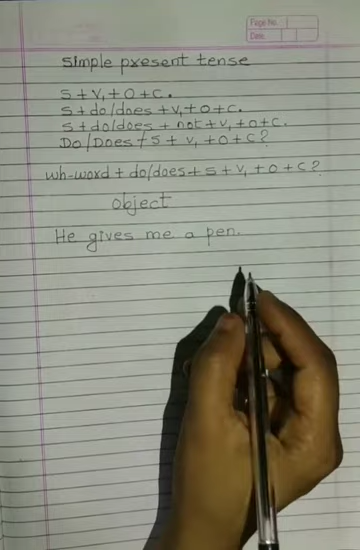 Page No.
Date
simple present tense
S + V₁ + O + C.
S + do/does + V₁ + O + C.
S + do/does + not + V₁ + O + C.
Do/Does + S + V₁ + O + C?
wh-word + do/does + S + V₁ + O + C?
object
He gives me a pen.